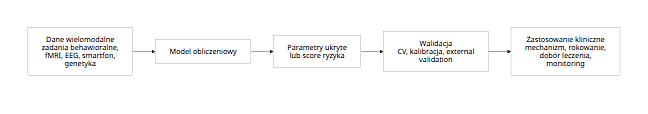 Dane wielomodalne
zadania behawioralne,
fMRI, EEG, smartfon,
genetyka
Model obliczeniowy
Parametry ukryte
lub score ryzyka
Walidacja
CV, kalibracja, external
validation
Zastosowanie kliniczne
mechanizm, rokowanie,
dobór leczenia,
monitoring